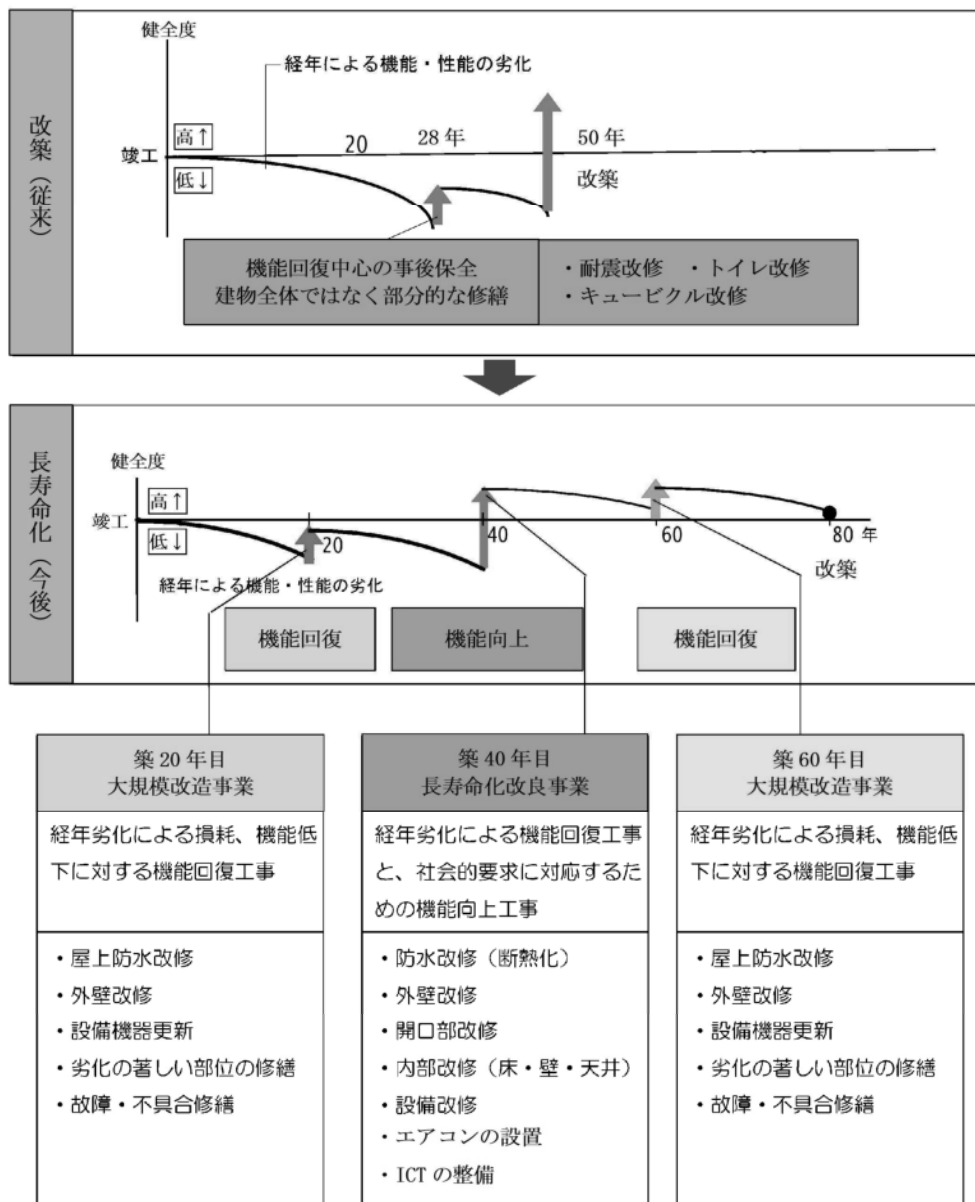 改築（従来）
健全度
経年による機能・性能の劣化
高↑
20
28 年
50 年
竣工
低↓
改築
機能回復中心の事後保全
建物全体ではなく部分的な修繕
・耐震改修　・トイレ改修
・キュービクル改修
長寿命化（今後）
健全度
高↑
竣工
低↓
20
40
60
80 年
経年による機能・性能の劣化
改築
機能回復
機能向上
機能回復
築 20 年目
大規模改造事業
経年劣化による損耗、機能低
下に対する機能回復工事
・屋上防水改修
・外壁改修
・設備機器更新
・劣化の著しい部位の修繕
・故障・不具合修繕
築 40 年目
長寿命化改良事業
経年劣化による機能回復工事
と、社会的要求に対応するた
めの機能向上工事
・防水改修（断熱化）
・外壁改修
・開口部改修
・内部改修（床・壁・天井）
・設備改修
・エアコンの設置
・ICT の整備
築 60 年目
大規模改造事業
経年劣化による損耗、機能低
下に対する機能回復工事
・屋上防水改修
・外壁改修
・設備機器更新
・劣化の著しい部位の修繕
・故障・不具合修繕